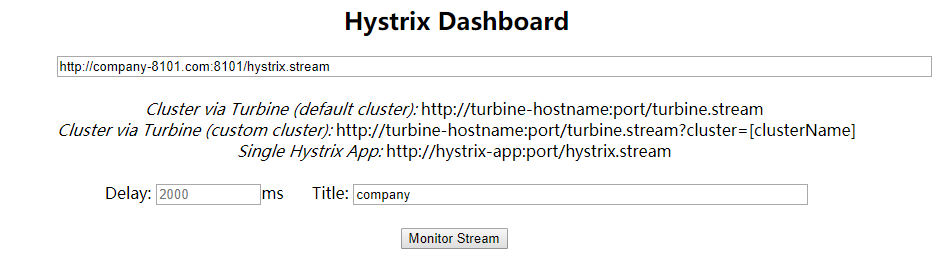 Hystrix Dashboard
http://company-8101.com:8101/hystrix.stream
Cluster via Turbine (default cluster): http://turbine-hostname:port/turbine.stream
Cluster via Turbine (custom cluster): http://turbine-hostname:port/turbine.stream?cluster=[clusterName]
Single Hystrix App: http://hystrix-app:port/hystrix.stream
Delay: 2000 ms Title: company
Monitor Stream